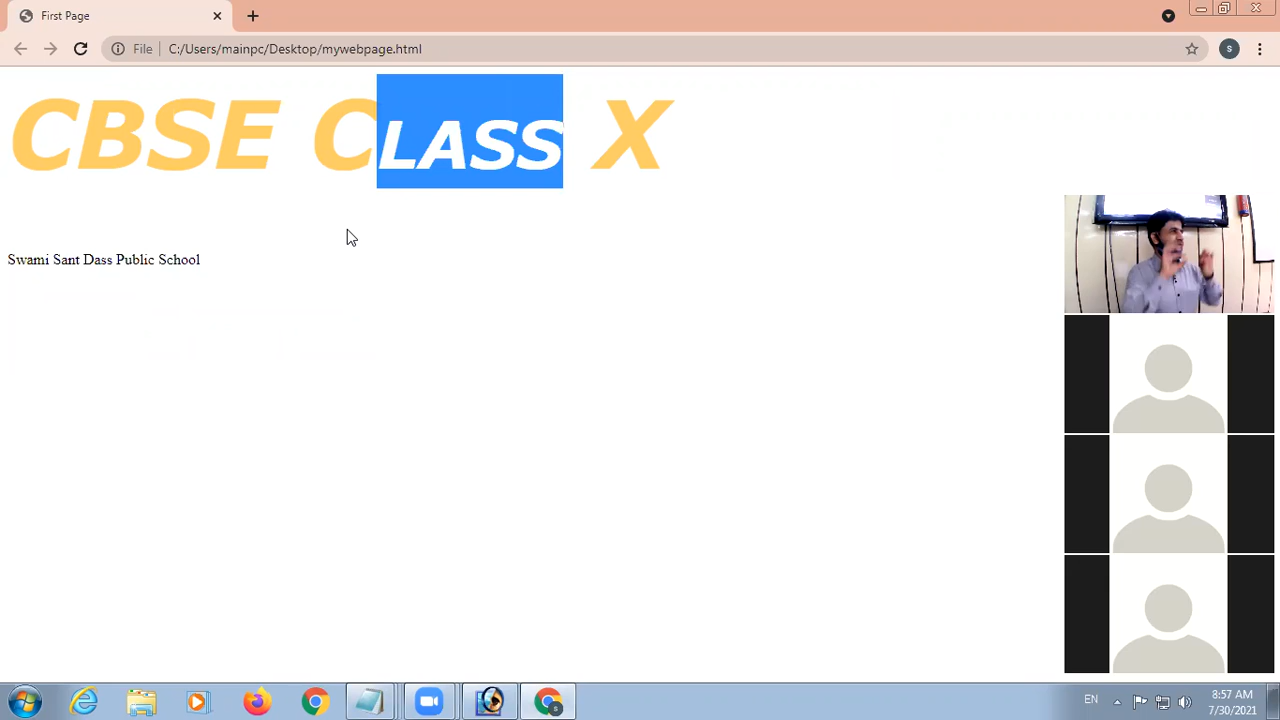 First Page
File
C:/Users/mainpc/Desktop/mywebpage.html
S
CBSE CLASS X
Swami Sant Dass Public School
EN
8:57 AM
7/30/2021